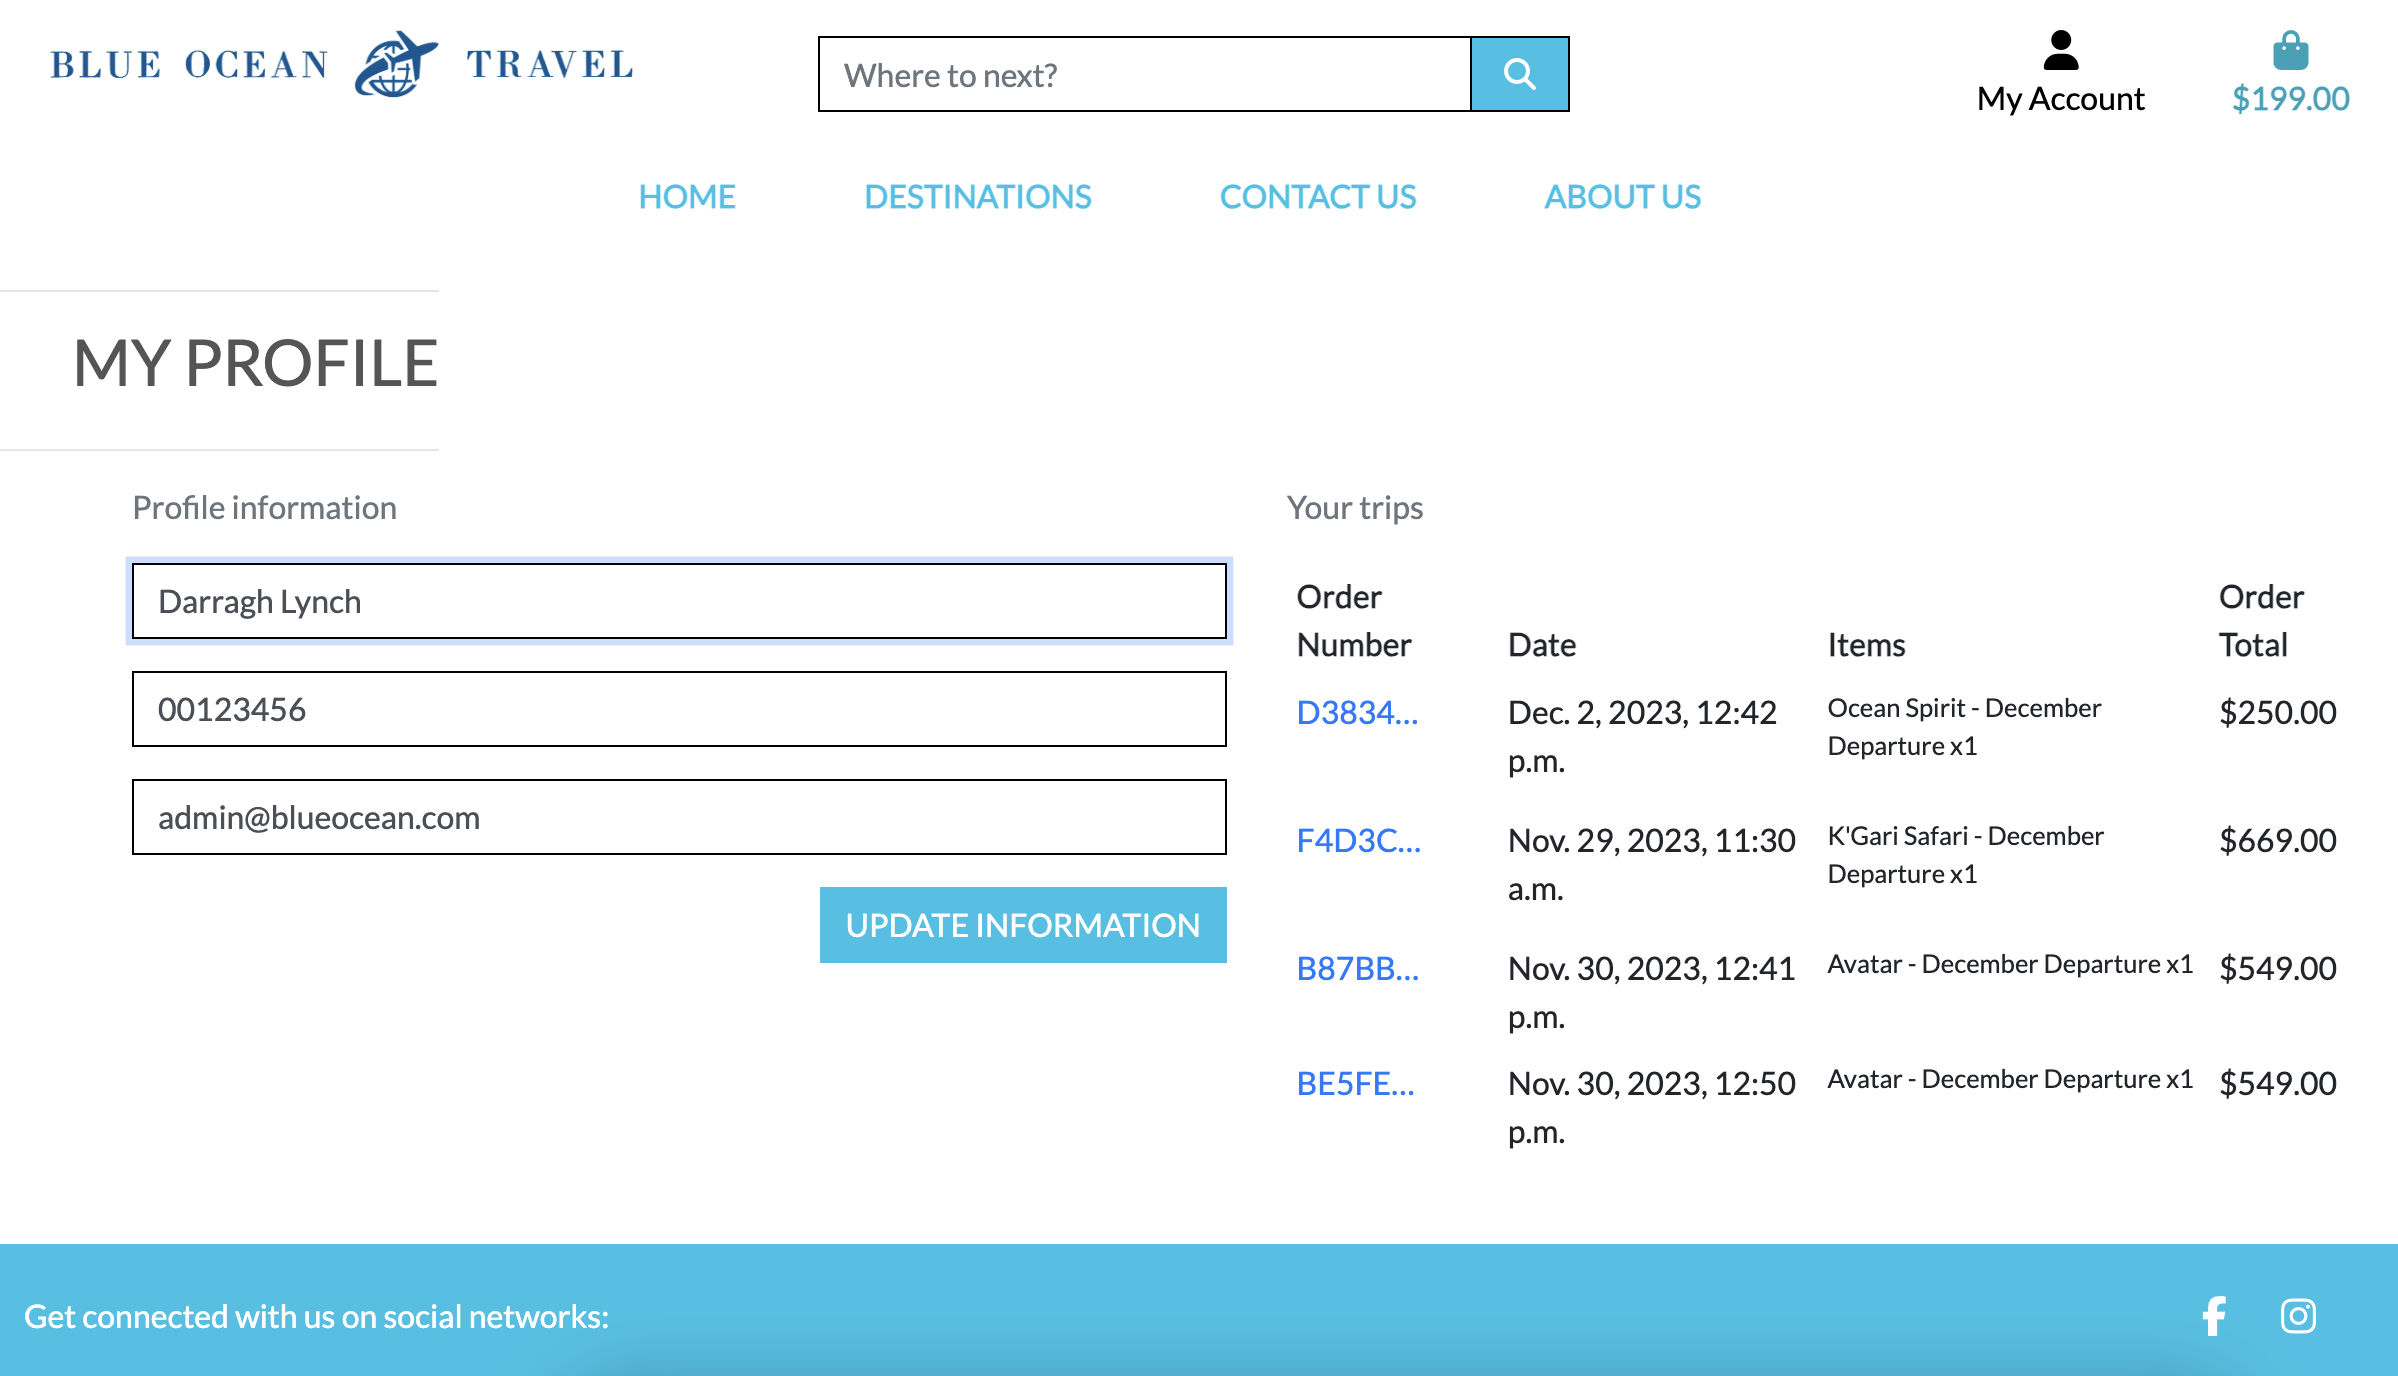 BLUE OCEAN TRAVEL
Where to next?
My Account
$199.00
HOME DESTINATIONS CONTACT US ABOUT US
MY PROFILE
Profile information
Darragh Lynch
00123456
admin@blueocean.com
UPDATE INFORMATION
Your trips
Order
Number
Date
Items
Order
Total
D3834...
Dec. 2, 2023, 12:42
p.m.
Ocean Spirit - December
Departure x1
$250.00
F4D3C...
Nov. 29, 2023, 11:30
a.m.
K'Gari Safari - December
Departure x1
$669.00
B87BB...
Nov. 30, 2023, 12:41
p.m.
Avatar - December Departure x1
$549.00
BE5FE...
Nov. 30, 2023, 12:50
p.m.
Avatar - December Departure x1
$549.00
Get connected with us on social networks: